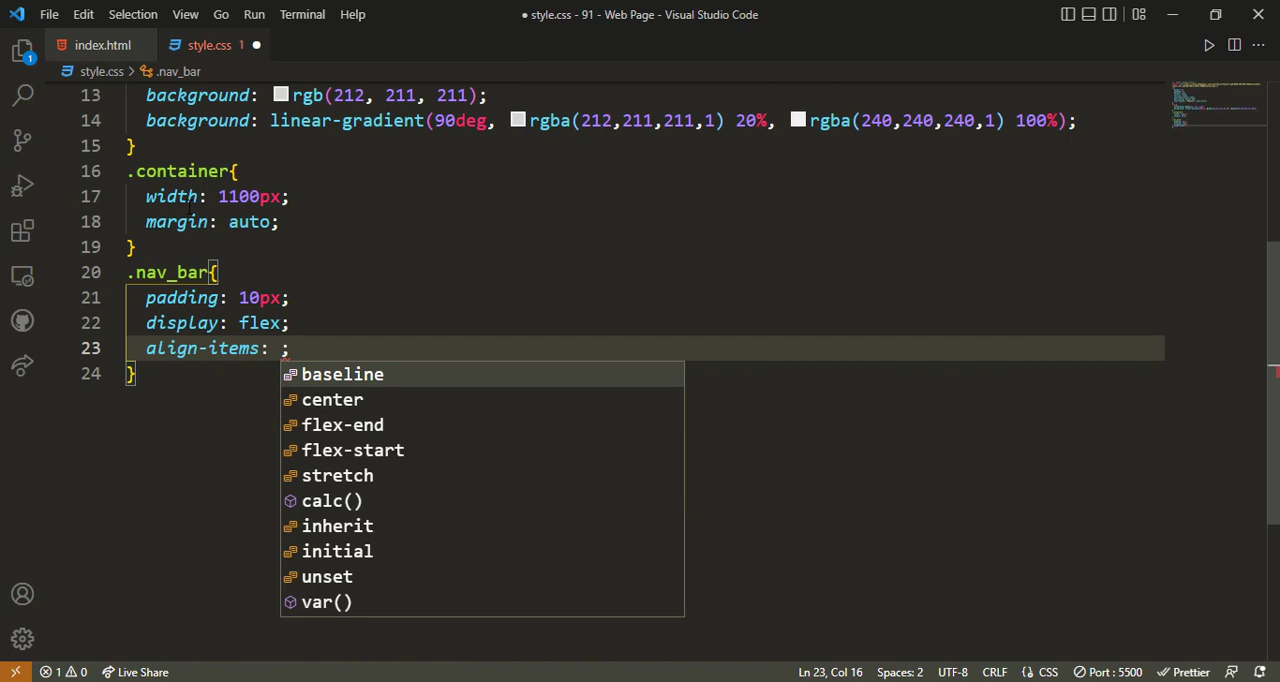 File Edit Selection View Go Run Terminal Help ● style.css - 91 - Web Page - Visual Studio Code
index.html style.css 1 ●
style.css > .nav_bar
13 background: rgb(212, 211, 211);
14 background: linear-gradient(90deg, rgba(212,211,211,1) 20%, rgba(240,240,240,1) 100%);
15 }
16 .container{
17 width: 1100px;
18 margin: auto;
19 }
20 .nav_bar{
21 padding: 10px;
22 display: flex;
23 align-items: ;
24 }
baseline
center
flex-end
flex-start
stretch
calc()
inherit
initial
unset
var()
1
1 0 Live Share Ln 23, Col 16 Spaces: 2 UTF-8 CRLF {} CSS Port : 5500 Prettier